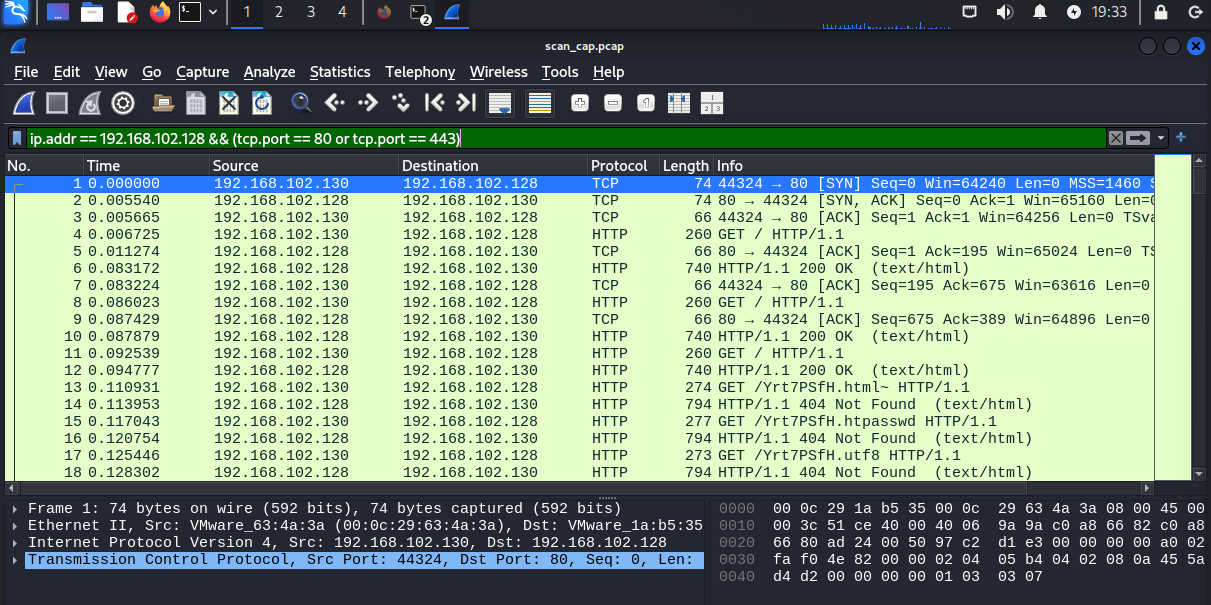 1 2 3 4 2 19:33
scan_cap.pcap
File Edit View Go Capture Analyze Statistics Telephony Wireless Tools Help
ip.addr == 192.168.102.128 && (tcp.port == 80 or tcp.port == 443)
No. Time Source Destination Protocol Length Info
1 0.000000 192.168.102.130 192.168.102.128 TCP 74 44324 → 80 [SYN] Seq=0 Win=64240 Len=0 MSS=1460 S
2 0.005540 192.168.102.128 192.168.102.130 TCP 74 80 → 44324 [SYN, ACK] Seq=0 Ack=1 Win=65160 Len=0
3 0.005665 192.168.102.130 192.168.102.128 TCP 66 44324 → 80 [ACK] Seq=1 Ack=1 Win=64256 Len=0 TSva
4 0.006725 192.168.102.130 192.168.102.128 HTTP 260 GET / HTTP/1.1
5 0.011274 192.168.102.128 192.168.102.130 TCP 66 80 → 44324 [ACK] Seq=1 Ack=195 Win=65024 Len=0 TS
6 0.083172 192.168.102.128 192.168.102.130 HTTP 740 HTTP/1.1 200 OK (text/html)
7 0.083224 192.168.102.130 192.168.102.128 TCP 66 44324 → 80 [ACK] Seq=195 Ack=675 Win=63616 Len=0
8 0.086023 192.168.102.130 192.168.102.128 HTTP 260 GET / HTTP/1.1
9 0.087429 192.168.102.128 192.168.102.130 TCP 66 80 → 44324 [ACK] Seq=675 Ack=389 Win=64896 Len=0
10 0.087879 192.168.102.128 192.168.102.130 HTTP 740 HTTP/1.1 200 OK (text/html)
11 0.092539 192.168.102.130 192.168.102.128 HTTP 260 GET / HTTP/1.1
12 0.094777 192.168.102.128 192.168.102.130 HTTP 740 HTTP/1.1 200 OK (text/html)
13 0.110931 192.168.102.130 192.168.102.128 HTTP 274 GET /Yrt7PSfH.html~ HTTP/1.1
14 0.113953 192.168.102.128 192.168.102.130 HTTP 794 HTTP/1.1 404 Not Found (text/html)
15 0.117043 192.168.102.130 192.168.102.128 HTTP 277 GET /Yrt7PSfH.htpasswd HTTP/1.1
16 0.120754 192.168.102.128 192.168.102.130 HTTP 794 HTTP/1.1 404 Not Found (text/html)
17 0.125446 192.168.102.130 192.168.102.128 HTTP 273 GET /Yrt7PSfH.utf8 HTTP/1.1
18 0.128302 192.168.102.128 192.168.102.130 HTTP 794 HTTP/1.1 404 Not Found (text/html)
Frame 1: 74 bytes on wire (592 bits), 74 bytes captured (592 bits)
Ethernet II, Src: VMware_63:4a:3a (00:0c:29:63:4a:3a), Dst: VMware_1a:b5:35
Internet Protocol Version 4, Src: 192.168.102.130, Dst: 192.168.102.128
Transmission Control Protocol, Src Port: 44324, Dst Port: 80, Seq: 0, Len:
0000 00 0c 29 1a b5 35 00 0c 29 63 4a 3a 08 00 45 00
0010 00 3c 51 ce 40 00 40 06 9a 9a c0 a8 66 82 c0 a8
0020 66 80 ad 24 00 50 97 c2 d1 e3 00 00 00 00 a0 02
0030 fa f0 4e 82 00 00 02 04 05 b4 04 02 08 0a 45 5a
0040 d4 d2 00 00 00 00 01 03 03 07